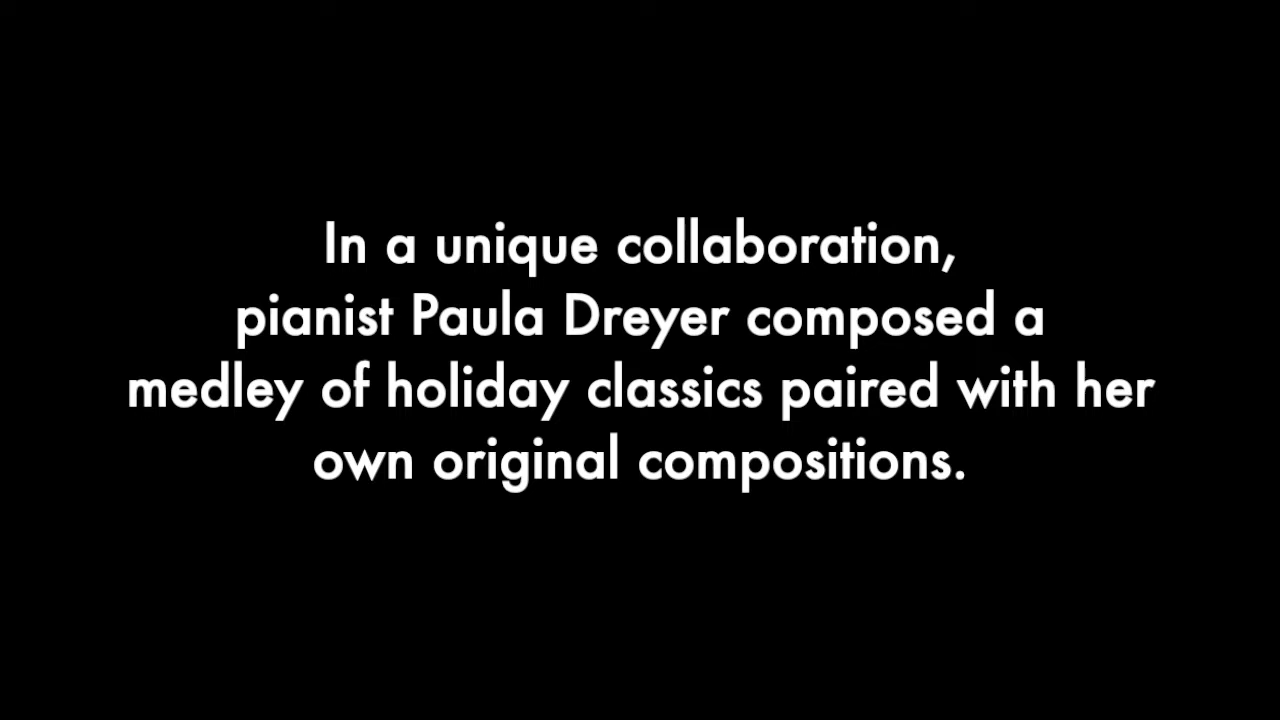 In a unique collaboration,
pianist Paula Dreyer composed a
medley of holiday classics paired with her
own original compositions.